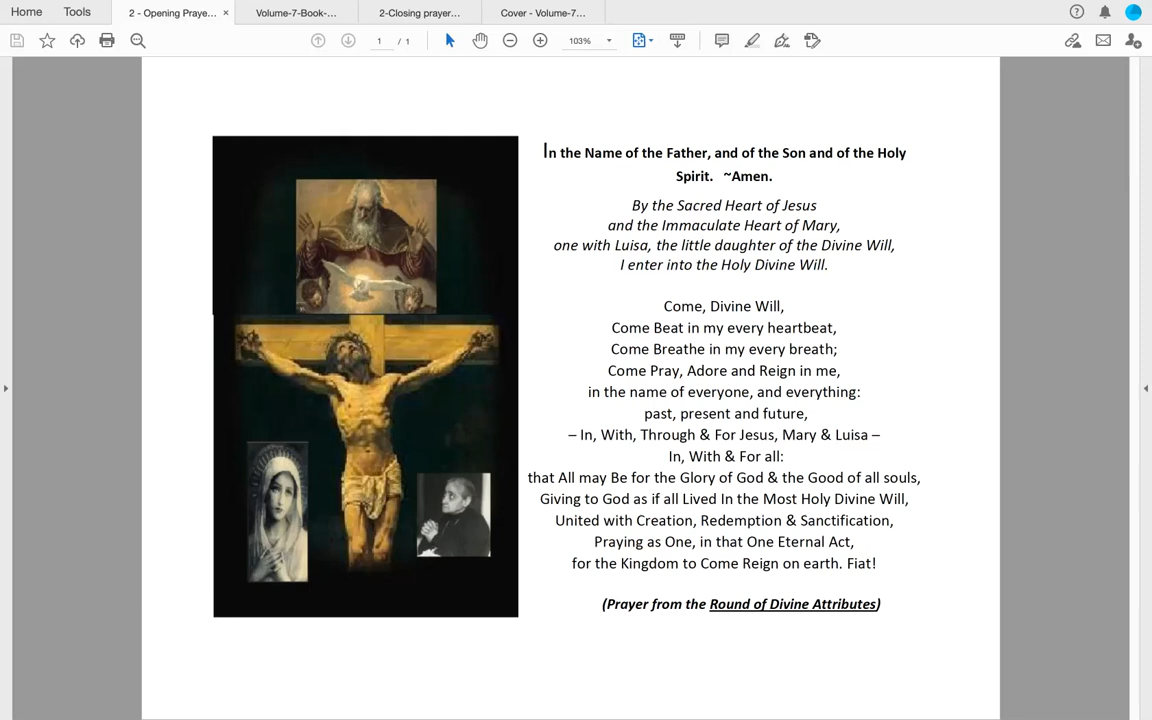 Home
Tools
2 - Opening Praye...
×
Volume-7-Book-...
2-Closing prayer...
Cover - Volume-7...
1 / 1
103%
In the Name of the Father, and of the Son and of the Holy
Spirit.   ~Amen.
By the Sacred Heart of Jesus
and the Immaculate Heart of Mary,
one with Luisa, the little daughter of the Divine Will,
I enter into the Holy Divine Will.
Come, Divine Will,
Come Beat in my every heartbeat,
Come Breathe in my every breath;
Come Pray, Adore and Reign in me,
in the name of everyone, and everything:
past, present and future,
– In, With, Through & For Jesus, Mary & Luisa –
In, With & For all:
that All may Be for the Glory of God & the Good of all souls,
Giving to God as if all Lived In the Most Holy Divine Will,
United with Creation, Redemption & Sanctification,
Praying as One, in that One Eternal Act,
for the Kingdom to Come Reign on earth. Fiat!
(Prayer from the Round of Divine Attributes)